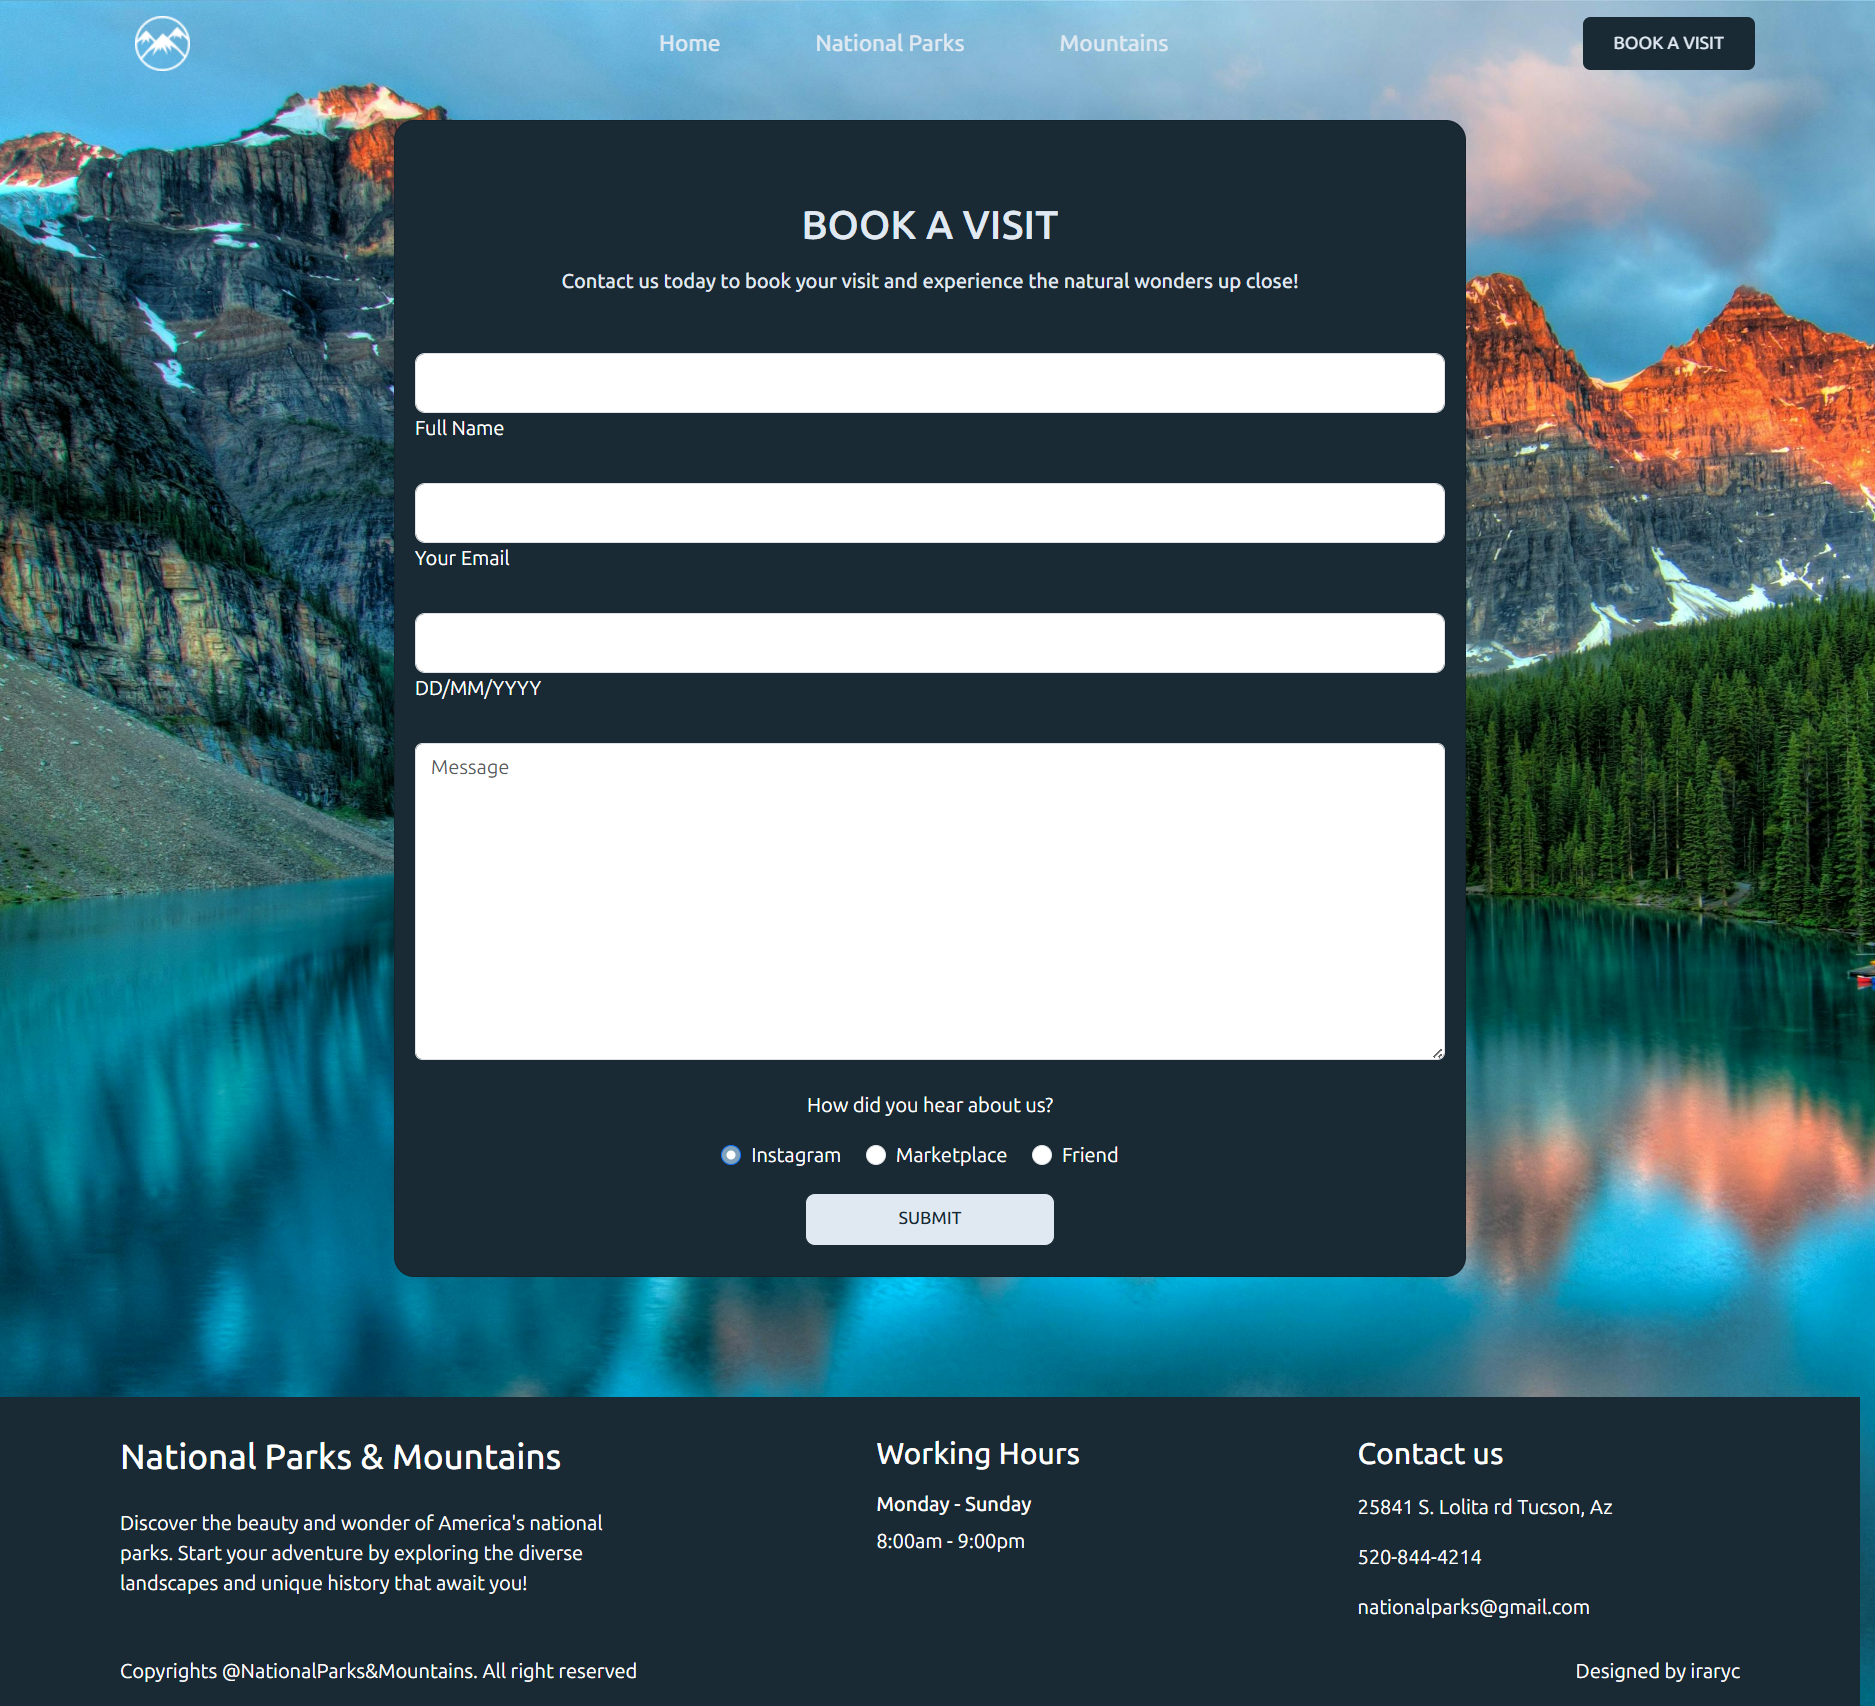 Home
National Parks
Mountains
BOOK A VISIT
BOOK A VISIT
Contact us today to book your visit and experience the natural wonders up close!
Full Name
Your Email
DD/MM/YYYY
Message
How did you hear about us?
Instagram
Marketplace
Friend
SUBMIT
National Parks & Mountains
Discover the beauty and wonder of America's national
parks. Start your adventure by exploring the diverse
landscapes and unique history that await you!
Working Hours
Monday - Sunday
8:00am - 9:00pm
Contact us
25841 S. Lolita rd Tucson, Az
520-844-4214
nationalparks@gmail.com
Copyrights @NationalParks&Mountains. All right reserved
Designed by iraryc